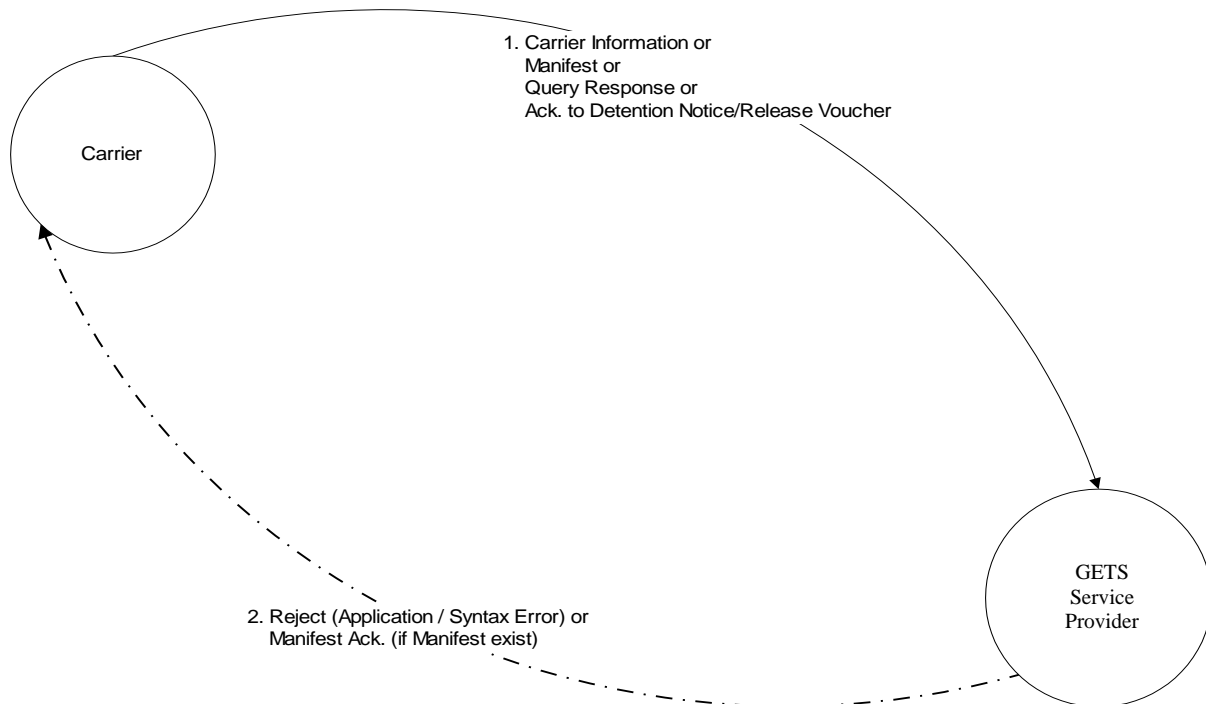 1. Carrier Information or
Manifest or
Query Response or
Ack. to Detention Notice/Release Voucher
Carrier
GETS
Service
Provider
2. Reject (Application / Syntax Error) or
Manifest Ack. (if Manifest exist)